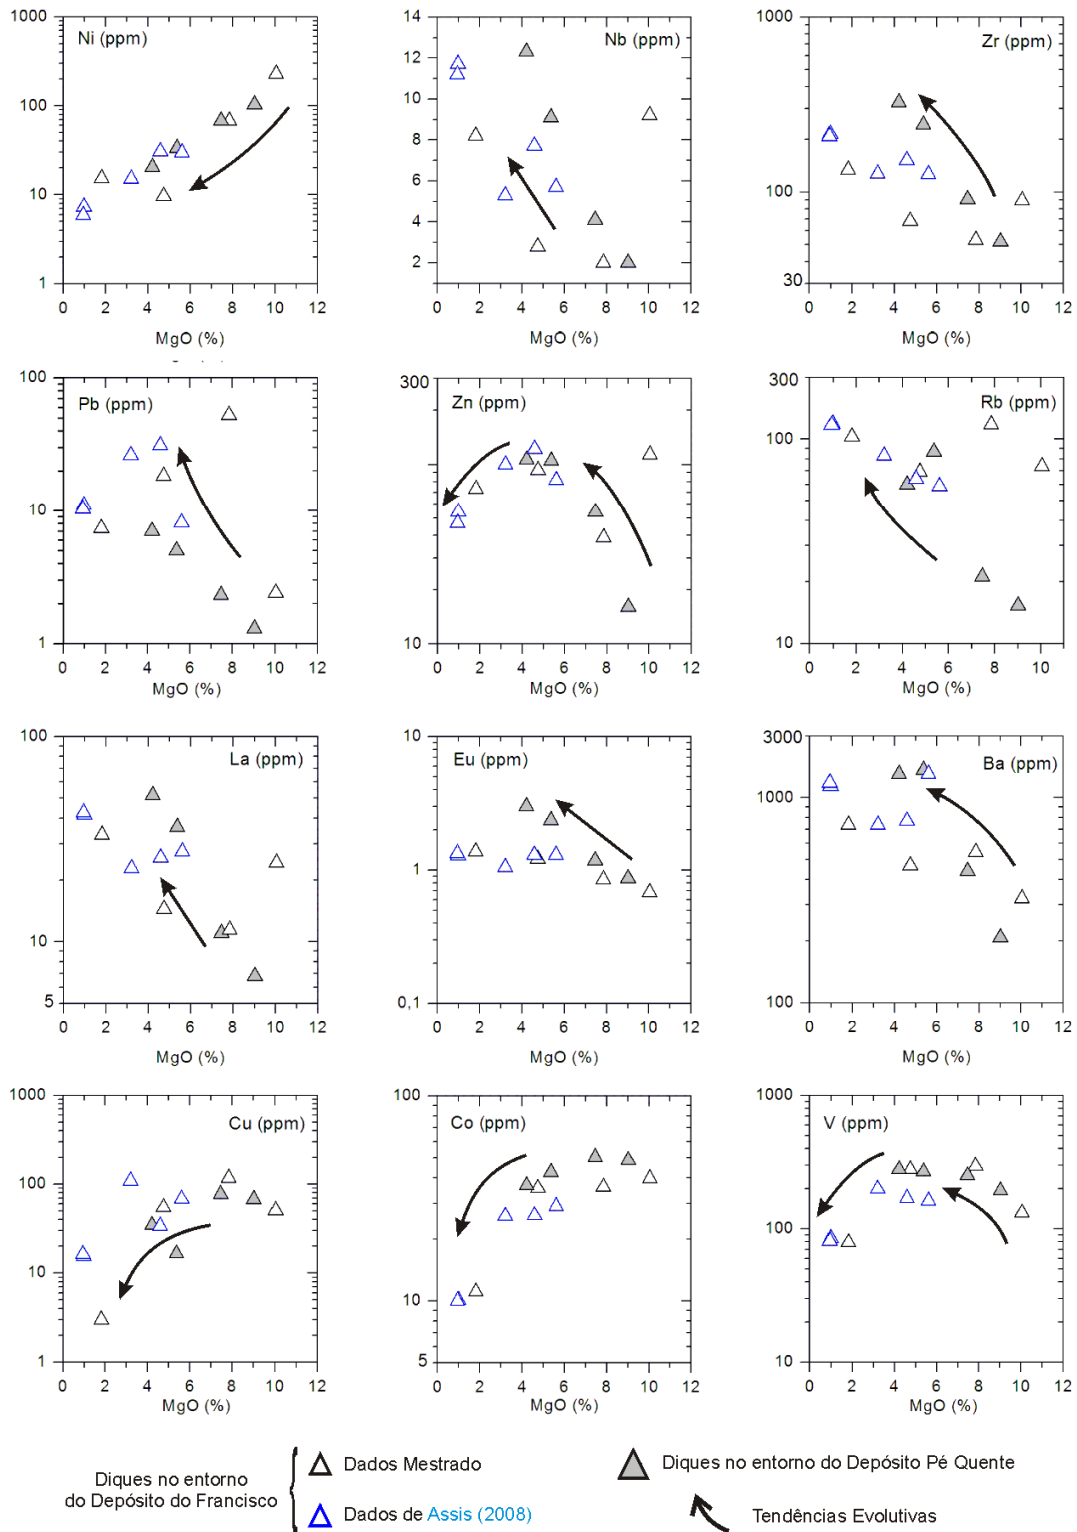 1000
100
10
1
Ni (ppm)
0 2 4 6 8 10 12
MgO (%)
14
12
10
8
6
4
2
Nb (ppm)
0 2 4 6 8 10 12
MgO (%)
1000
100
30
Zr (ppm)
0 2 4 6 8 10 12
MgO (%)
100
10
1
Pb (ppm)
0 2 4 6 8 10 12
MgO (%)
300
10
Zn (ppm)
0 2 4 6 8 10 12
MgO (%)
300
100
10
Rb (ppm)
0 2 4 6 8 10
MgO (%)
100
10
5
La (ppm)
0 2 4 6 8 10 12
MgO (%)
10
1
0,1
Eu (ppm)
0 2 4 6 8 10 12
MgO (%)
3000
1000
100
Ba (ppm)
0 2 4 6 8 10 12
MgO (%)
1000
100
10
1
Cu (ppm)
0 2 4 6 8 10 12
MgO (%)
100
10
5
Co (ppm)
0 2 4 6 8 10 12
MgO (%)
1000
100
10
V (ppm)
0 2 4 6 8 10 12
MgO (%)
Diques no entorno
do Depósito do Francisco
Dados Mestrado
Dados de Assis (2008)
Diques no entorno do Depósito Pé Quente
Tendências Evolutivas